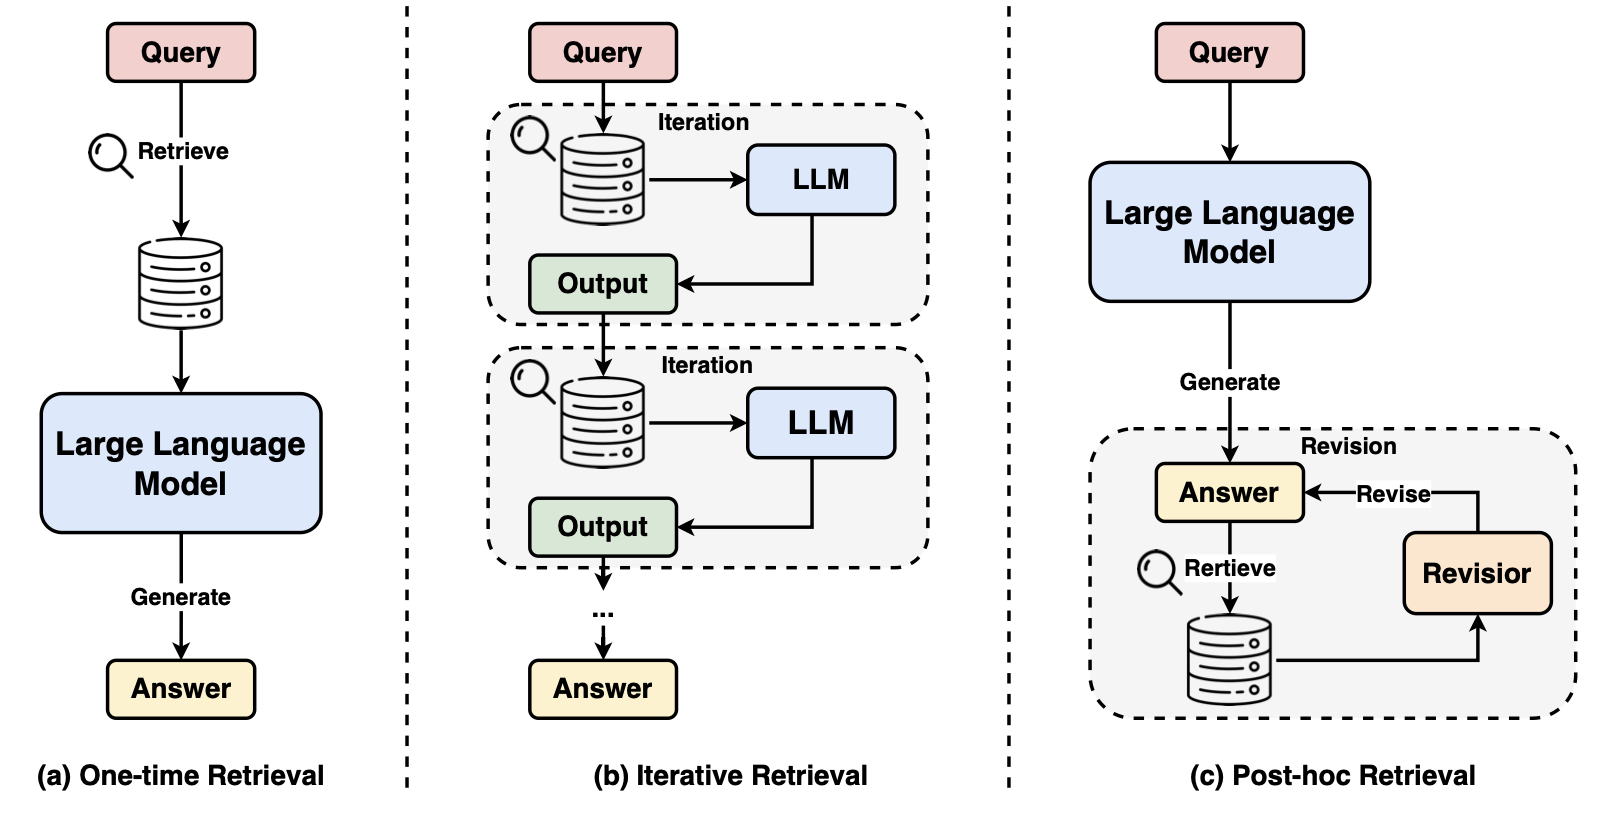 Query
Retrieve
Large Language
Model
Generate
Answer
(a) One-time Retrieval
Query
Iteration
LLM
Output
Iteration
LLM
Output
...
Answer
(b) Iterative Retrieval
Query
Large Language
Model
Generate
Revision
Answer
Revise
Rertieve
Revisior
(c) Post-hoc Retrieval